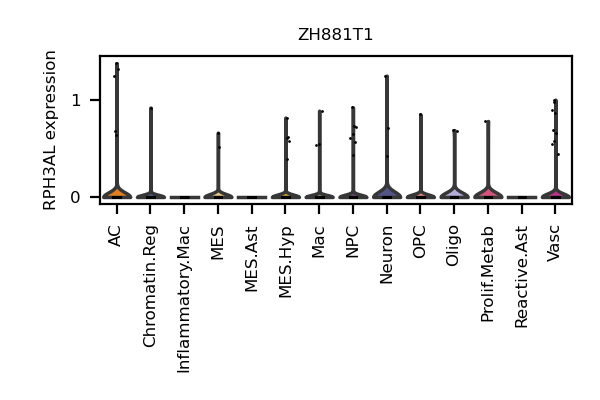 ZH881T1
RPH3AL expression
1
0
AC
Chromatin.Reg
Inflammatory.Mac
MES
MES.Ast
MES.Hyp
Mac
NPC
Neuron
OPC
Oligo
Prolif.Metab
Reactive.Ast
Vasc